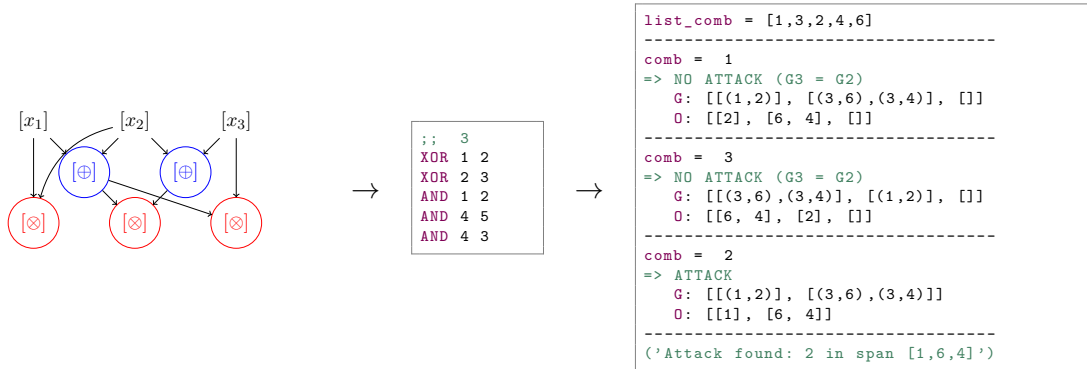 [x₁] [x₂] [x₃]
[⊕] [⊕]
[⊗] [⊗] [⊗]
→
;; 3
XOR 1 2
XOR 2 3
AND 1 2
AND 4 5
AND 4 3
→
list_comb = [1,3,2,4,6]
------------------------------------
comb =  1
=> NO ATTACK (G3 = G2)
   G: [[(1,2)], [(3,6),(3,4)], []]
   O: [[2], [6, 4], []]
------------------------------------
comb =  3
=> NO ATTACK (G3 = G2)
   G: [[(3,6),(3,4)], [(1,2)], []]
   O: [[6, 4], [2], []]
------------------------------------
comb =  2
=> ATTACK
   G: [[(1,2)], [(3,6),(3,4)]]
   O: [[1], [6, 4]]
------------------------------------
('Attack found: 2 in span [1,6,4]')